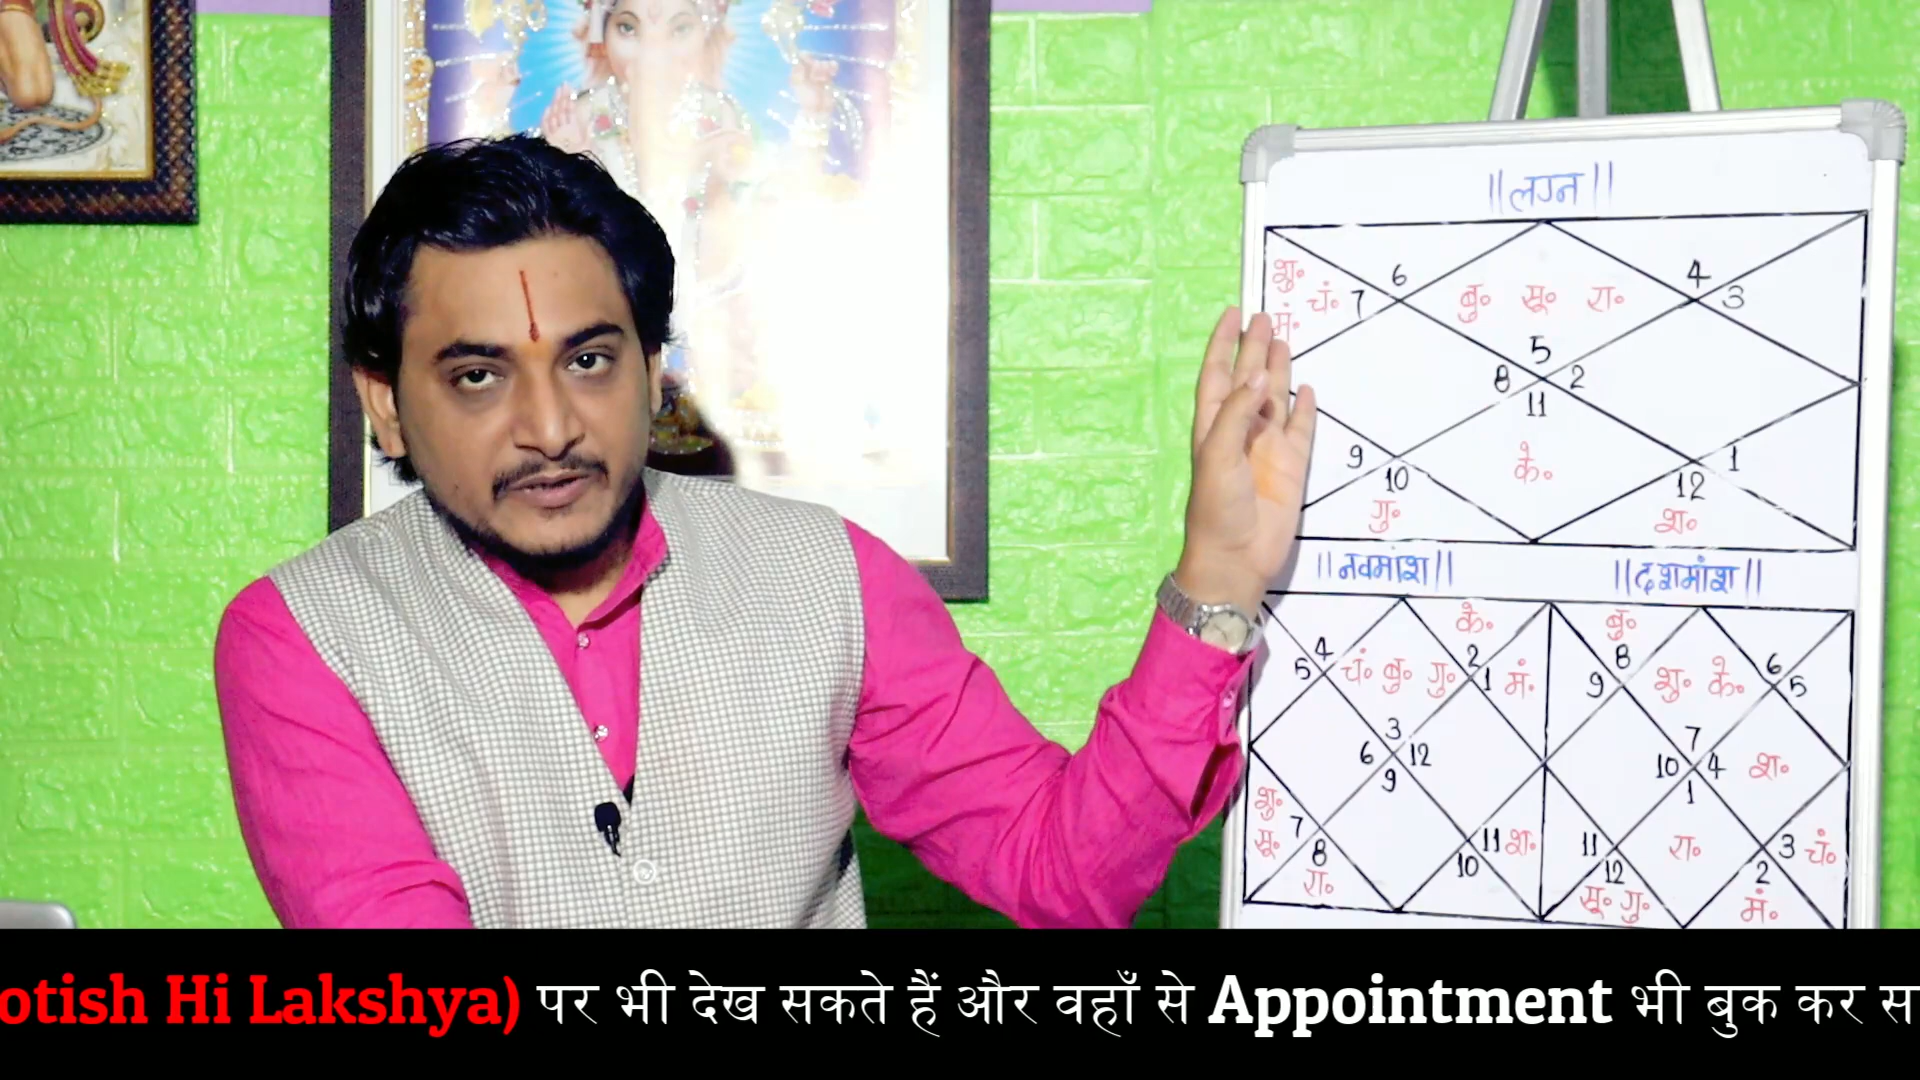 ||लग्न||
6 4
शु॰ चं॰ 7 बु॰ सू॰ रा॰ 3
मं॰
5
8 2
11
9 के॰ 1
10 12
गु॰ श॰
||नवमांश|| ||दशमांश||
के॰ बु॰
4 2 8 6
5 चं॰ बु॰ गु॰ 1 मं॰ 9 शु॰ के॰ 5
3 7
6 12 10 4 श॰
9 1
शु॰
सू॰ 7 11 श॰ 11 रा॰ 3 चं॰
8 10 12 2
रा॰ सू॰ गु॰ मं॰
otish Hi Lakshya) पर भी देख सकते हैं और वहाँ से Appointment भी बुक कर स